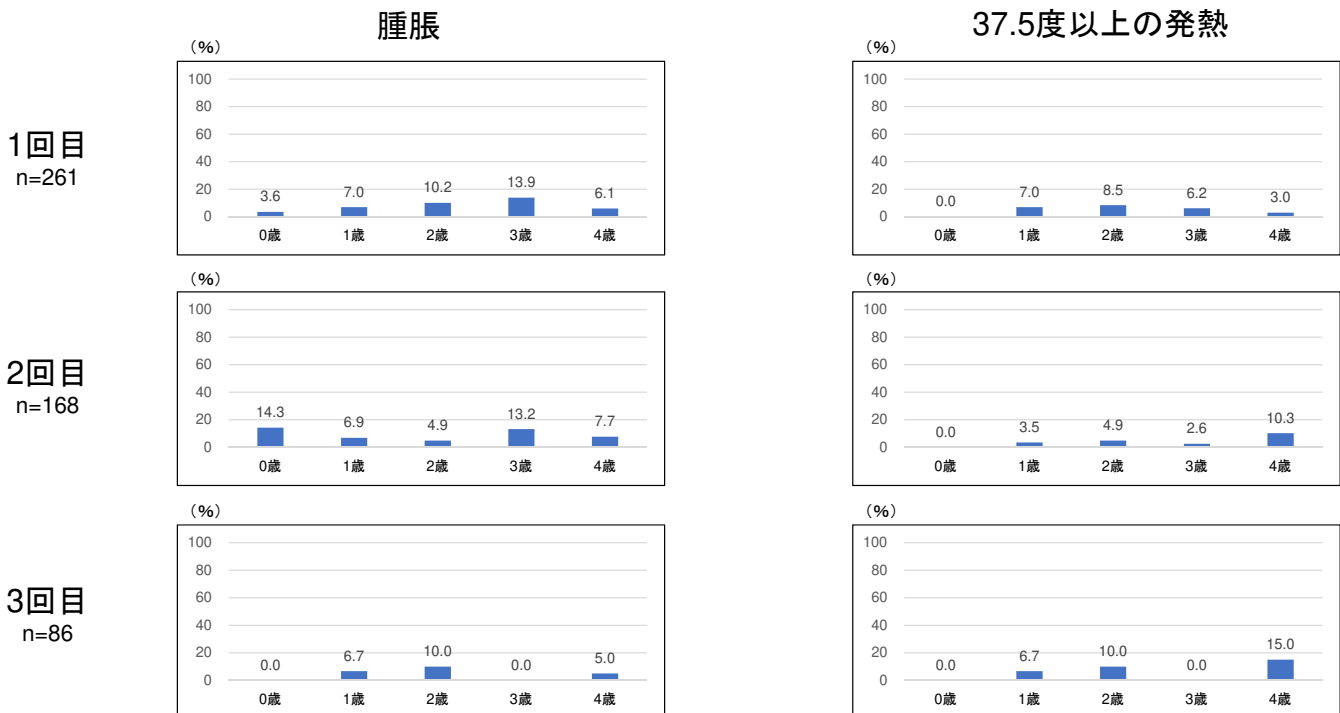 腫脹
37.5度以上の発熱
1回目
n=261
(%)
100
80
60
40
20
0
3.6
7.0
10.2
13.9
6.1
0歳
1歳
2歳
3歳
4歳
(%)
100
80
60
40
20
0
0.0
7.0
8.5
6.2
3.0
0歳
1歳
2歳
3歳
4歳
2回目
n=168
(%)
100
80
60
40
20
0
14.3
6.9
4.9
13.2
7.7
0歳
1歳
2歳
3歳
4歳
(%)
100
80
60
40
20
0
0.0
3.5
4.9
2.6
10.3
0歳
1歳
2歳
3歳
4歳
3回目
n=86
(%)
100
80
60
40
20
0
0.0
6.7
10.0
0.0
5.0
0歳
1歳
2歳
3歳
4歳
(%)
100
80
60
40
20
0
0.0
6.7
10.0
0.0
15.0
0歳
1歳
2歳
3歳
4歳